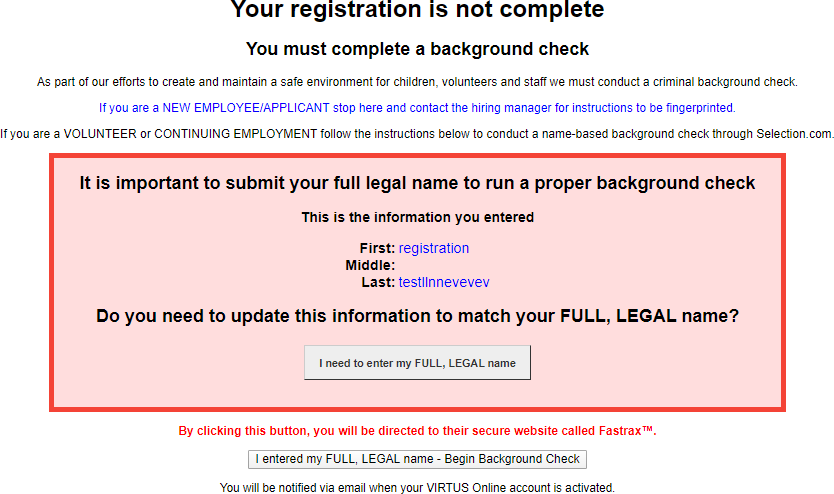 Your registration is not complete
You must complete a background check
As part of our efforts to create and maintain a safe environment for children, volunteers and staff we must conduct a criminal background check.
If you are a NEW EMPLOYEE/APPLICANT stop here and contact the hiring manager for instructions to be fingerprinted.
If you are a VOLUNTEER or CONTINUING EMPLOYMENT follow the instructions below to conduct a name-based background check through Selection.com.
It is important to submit your full legal name to run a proper background check
This is the information you entered
First: registration
Middle:
Last: testllnnevevev
Do you need to update this information to match your FULL, LEGAL name?
I need to enter my FULL, LEGAL name
By clicking this button, you will be directed to their secure website called Fastrax™.
I entered my FULL, LEGAL name - Begin Background Check
You will be notified via email when your VIRTUS Online account is activated.